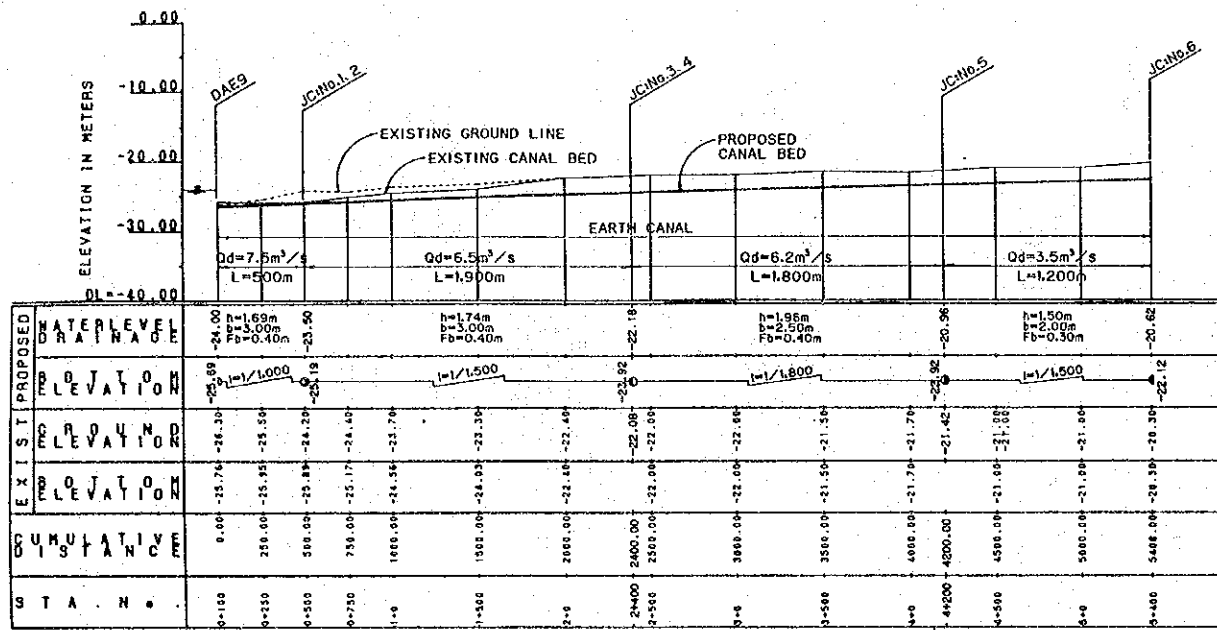 0.00
-10.00
-20.00
-30.00
DL=-40.00
ELEVATION IN METERS
DAE9
JC:No.1, 2
JC:No.3, 4
JC:No.5
JC:No.6
EXISTING GROUND LINE
EXISTING CANAL BED
PROPOSED
CANAL BED
EARTH CANAL
Qd=7.5m³/s
L=500m
Qd=6.5m³/s
L=1.900m
Qd=6.2m³/s
L=1.800m
Qd=3.5m³/s
L=1.200m
PROPOSED
WATERLEVEL
DRAINAGE
-24.00
h=1.69m
b=3.00m
Fb=0.40m
-23.50
h=1.74m
b=3.00m
Fb=0.40m
-22.18
h=1.96m
b=2.50m
Fb=0.40m
-20.96
h=1.50m
b=2.00m
Fb=0.30m
-20.62
BOTTOM
ELEVATION
-25.69
I=1/1.000
-25.19
I=1/1.500
-23.92
I=1/1.800
-22.92
I=1/1.500
-22.12
EXIST
GROUND
ELEVATION
-26.30 -25.50 -24.20 -24.40 -23.70 -23.30 -22.40 -22.08 -22.00 -22.00 -21.50 -21.70 -21.42 -21.00 -21.00 -21.00 -20.30
BOTTOM
ELEVATION
-25.76 -25.95 -25.89 -25.17 -24.56 -24.03 -22.40 -22.00 -22.00 -21.50 -21.70 -21.00 -21.00 -20.30
CUMULATIVE
DISTANCE
0.00 250.00 500.00 750.00 1000.00 1500.00 2000.00 2400.00 2500.00 3000.00 3500.00 4000.00 4200.00 4500.00 5000.00 5400.00
STA. No.
0+100 0+250 0+500 0+750 1+0 1+500 2+0 2+400 2+500 3+0 3+500 4+0 4+200 4+500 5+0 5+400